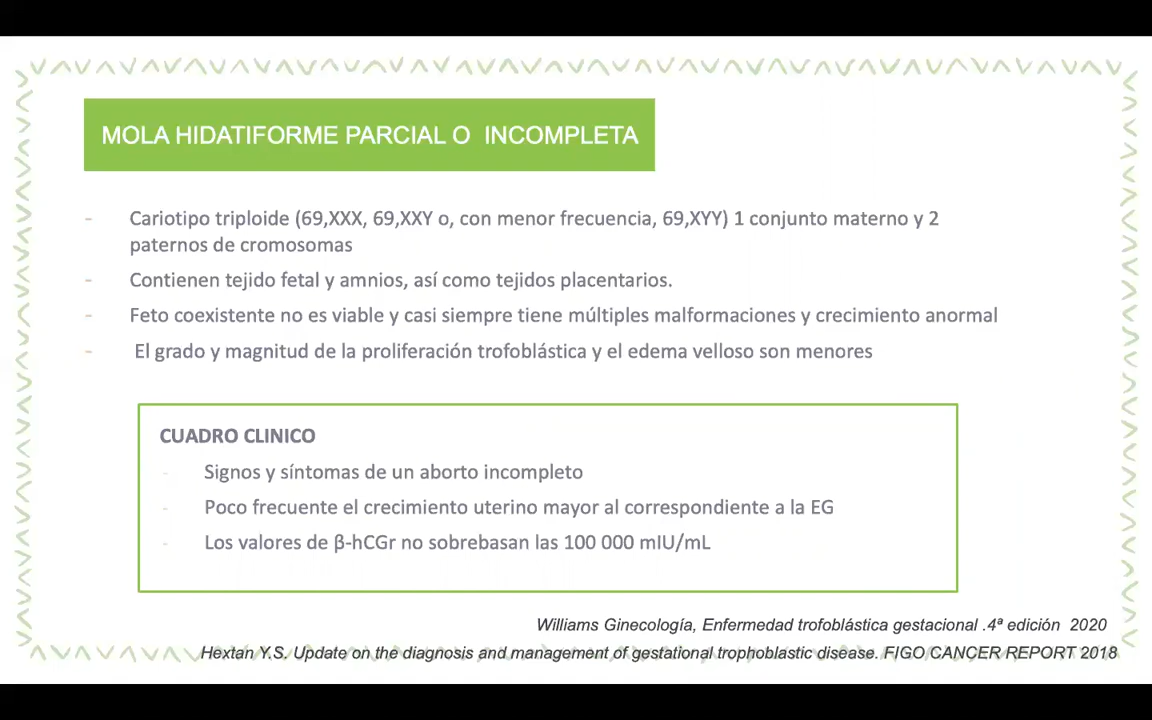 MOLA HIDATIFORME PARCIAL O INCOMPLETA
- Cariotipo triploide (69,XXX, 69,XXY o, con menor frecuencia, 69,XYY) 1 conjunto materno y 2
paternos de cromosomas
- Contienen tejido fetal y amnios, así como tejidos placentarios.
- Feto coexistente no es viable y casi siempre tiene múltiples malformaciones y crecimiento anormal
- El grado y magnitud de la proliferación trofoblástica y el edema velloso son menores
CUADRO CLINICO
- Signos y síntomas de un aborto incompleto
- Poco frecuente el crecimiento uterino mayor al correspondiente a la EG
- Los valores de β-hCGr no sobrebasan las 100 000 mIU/mL
Williams Ginecología, Enfermedad trofoblástica gestacional .4ª edición 2020
Hextan Y.S. Update on the diagnosis and management of gestational trophoblastic disease. FIGO CANCER REPORT 2018